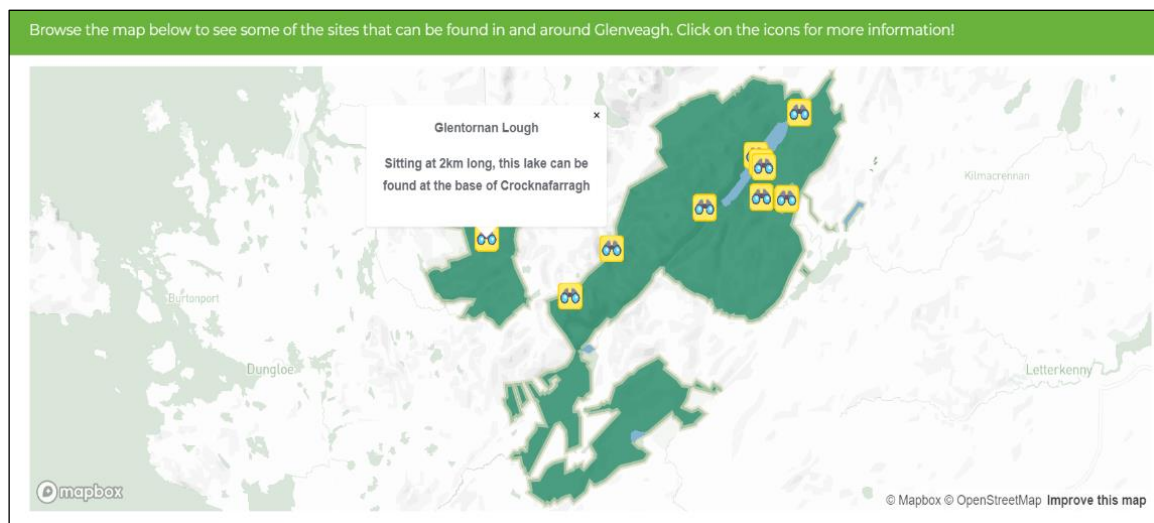 Browse the map below to see some of the sites that can be found in and around Glenveagh. Click on the icons for more information!
×
Glentornan Lough
Sitting at 2km long, this lake can be
found at the base of Crocknafarragh
Kilmacrennan
Burtonport
Dungloe
Letterkenny
mapbox
© Mapbox © OpenStreetMap Improve this map